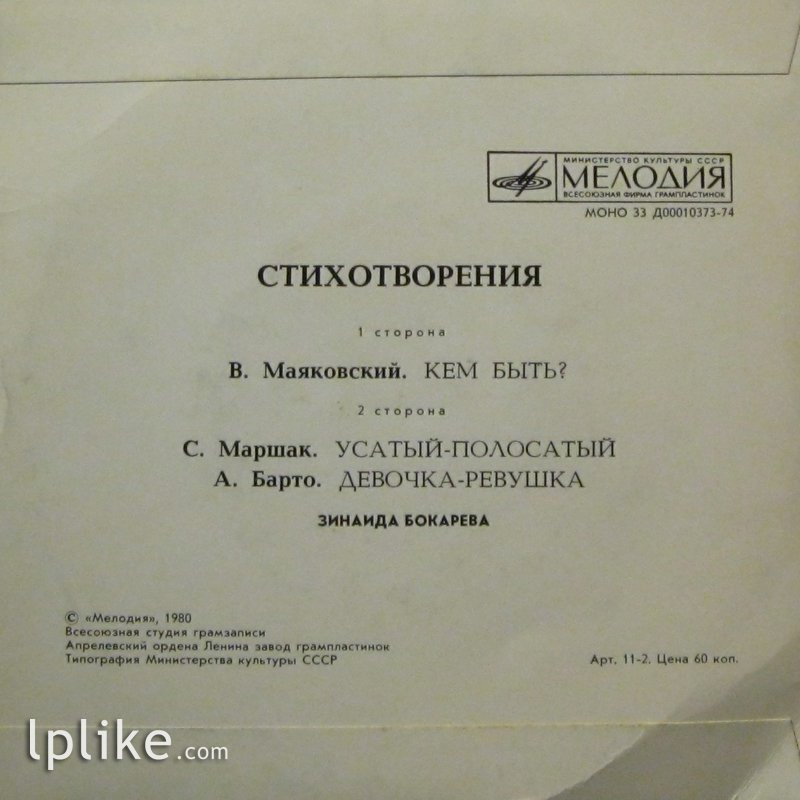 МИНИСТЕРСТВО КУЛЬТУРЫ СССР
МЕЛОДИЯ
ВСЕСОЮЗНАЯ ФИРМА ГРАМПЛАСТИНОК
МОНО 33 Д00010373-74
СТИХОТВОРЕНИЯ
1 сторона
В. Маяковский. КЕМ БЫТЬ?
2 сторона
С. Маршак. УСАТЫЙ-ПОЛОСАТЫЙ
А. Барто. ДЕВОЧКА-РЕВУШКА
ЗИНАИДА БОКАРЕВА
© «Мелодия», 1980
Всесоюзная студия грамзаписи
Апрелевский ордена Ленина завод грампластинок
Типография Министерства культуры СССР
Арт. 11-2. Цена 60 коп.
lplike.com